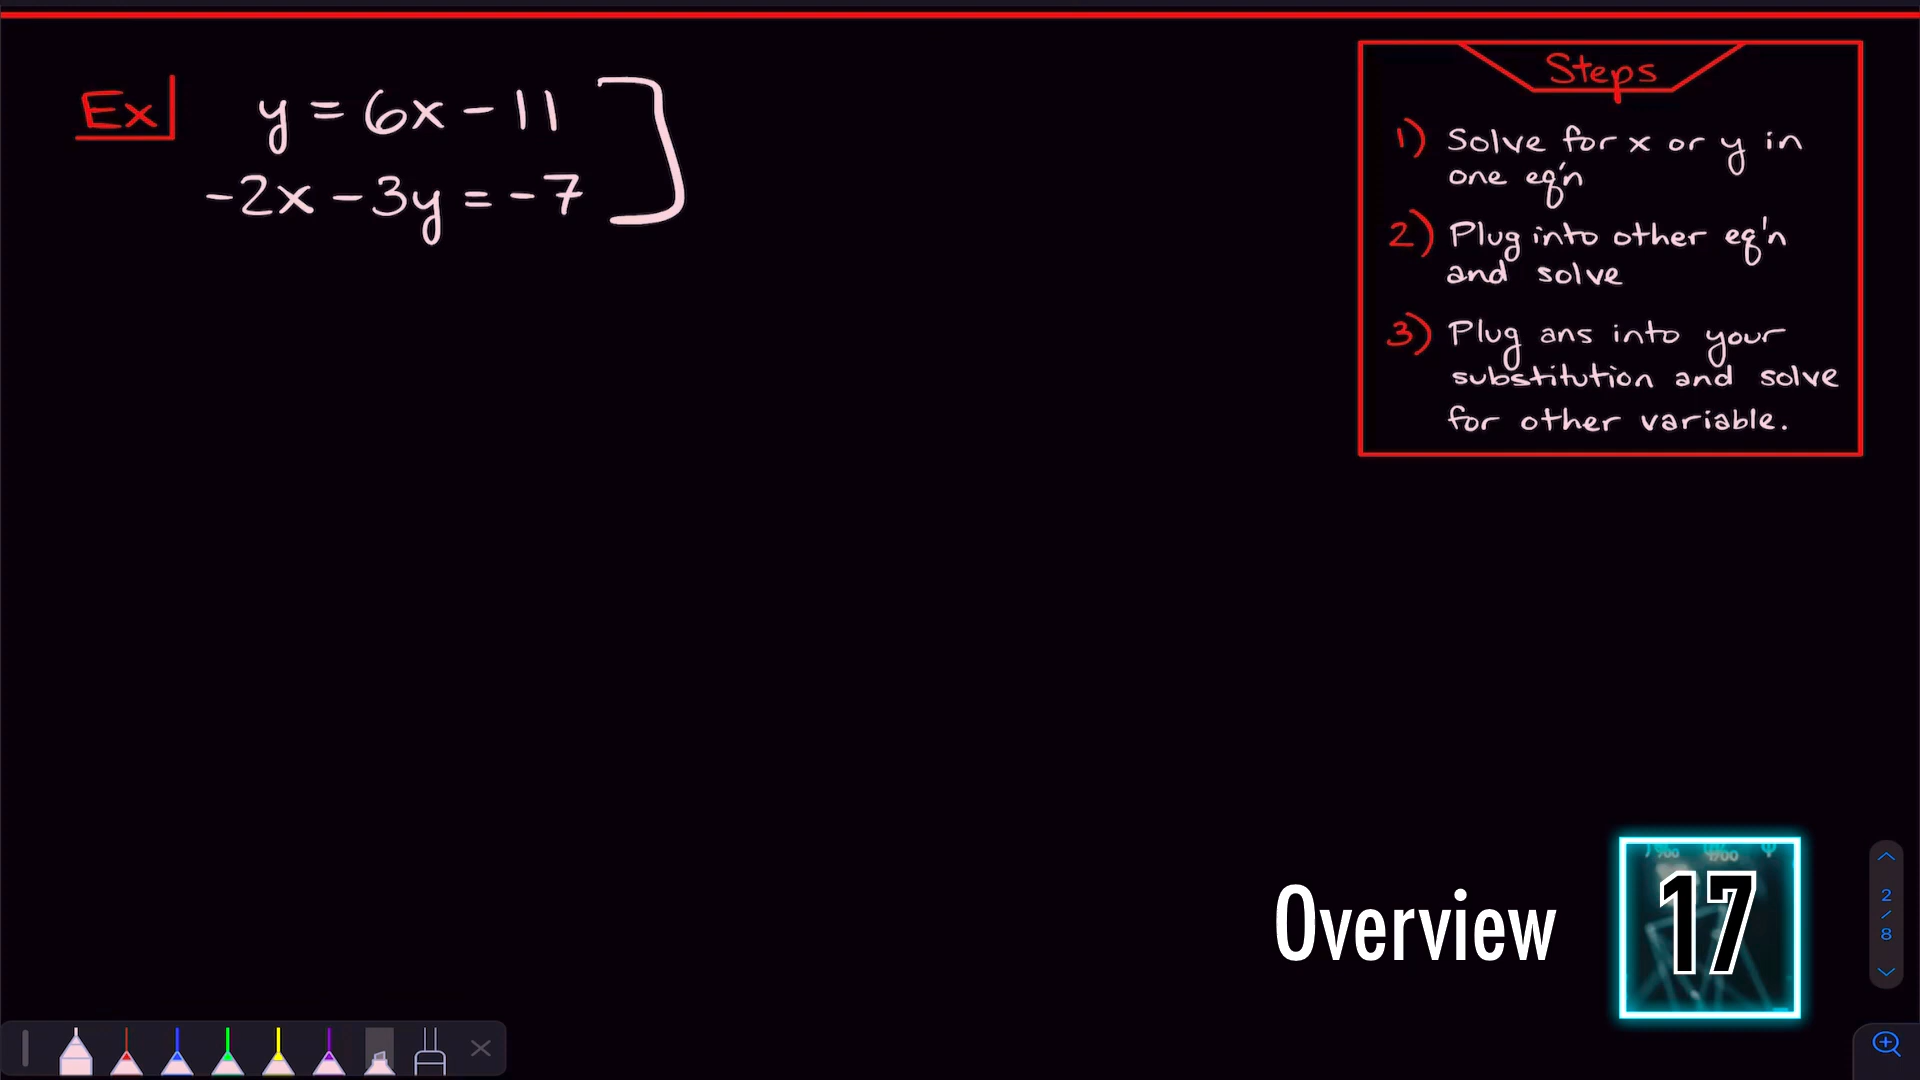 Ex
y = 6x - 11
-2x - 3y = -7
Steps
1) Solve for x or y in
one eq'n
2) Plug into other eq'n
and solve
3) Plug ans into your
substitution and solve
for other variable.
Overview
17
2
/
8